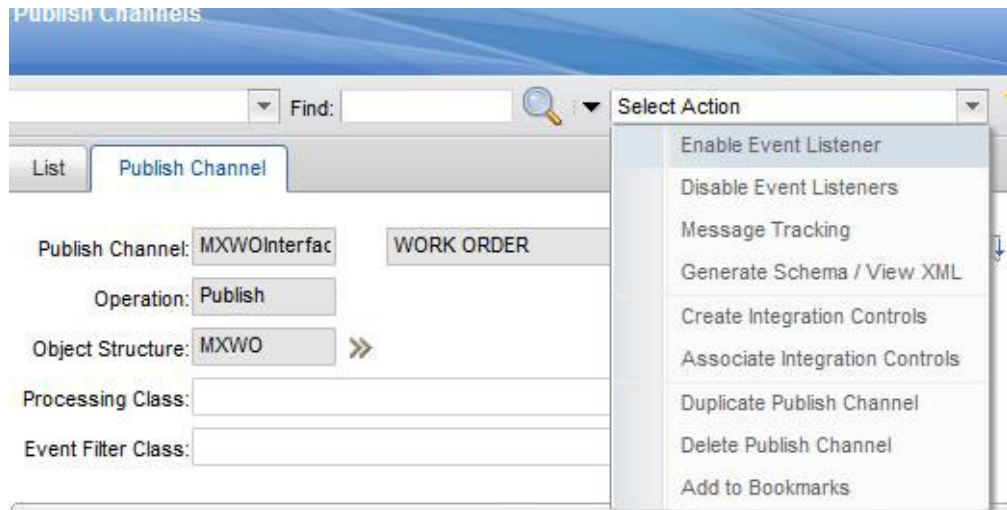 Publish Channels
Find:
Select Action
List
Publish Channel
Enable Event Listener
Disable Event Listeners
Message Tracking
Generate Schema / View XML
Create Integration Controls
Associate Integration Controls
Duplicate Publish Channel
Delete Publish Channel
Add to Bookmarks
Publish Channel: MXWOInterfac WORK ORDER
Operation: Publish
Object Structure: MXWO
Processing Class:
Event Filter Class: